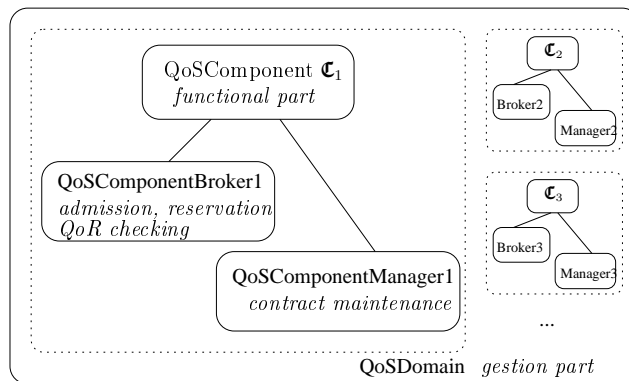 QoSComponent ℭ1
functional part
QoSComponentBroker1
admission, reservation
QoR checking
QoSComponentManager1
contract maintenance
ℭ2
Broker2
Manager2
ℭ3
Broker3
Manager3
...
QoSDomain gestion part